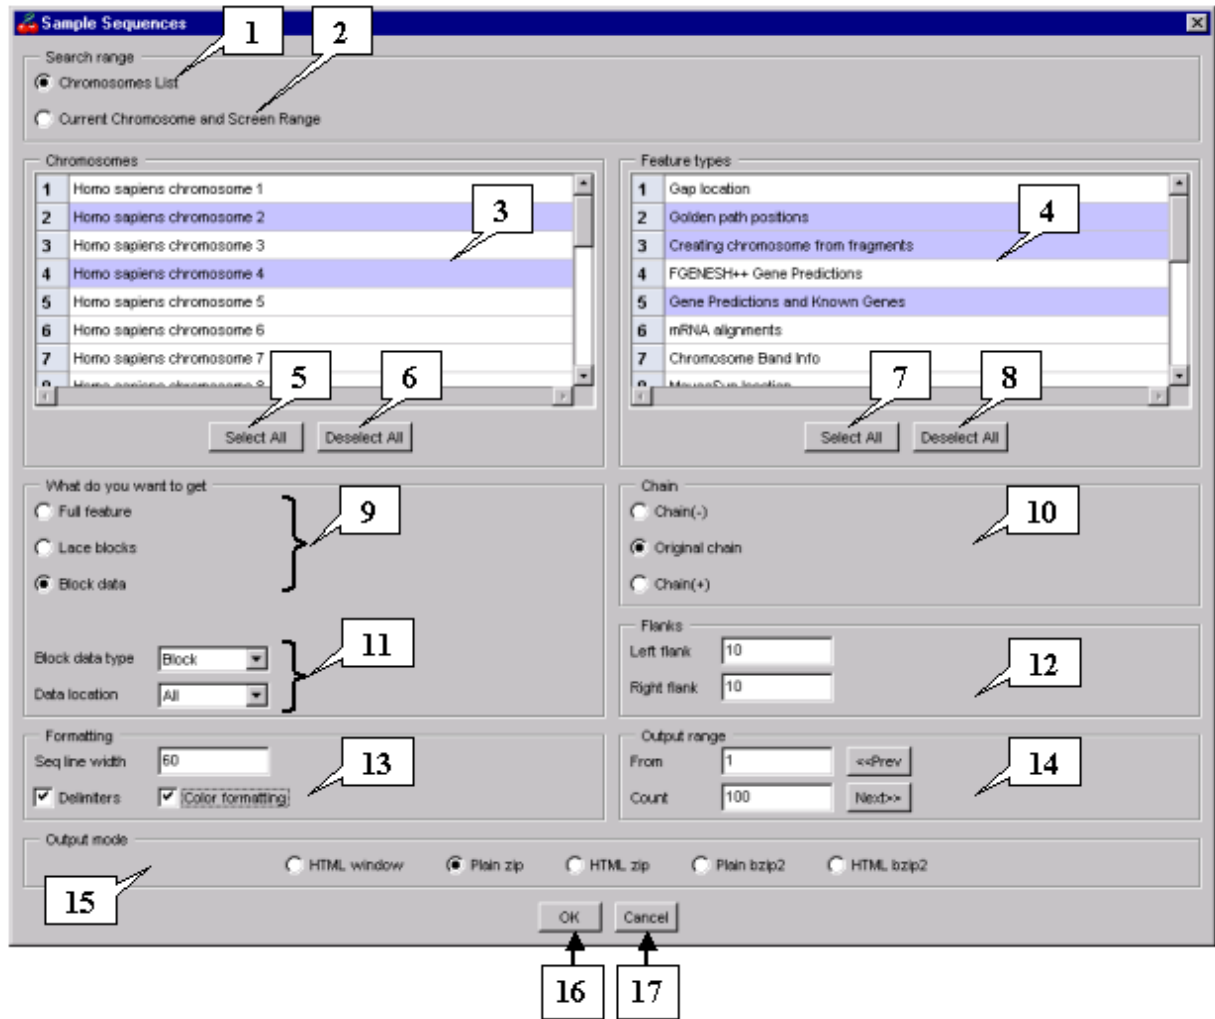 Sample Sequences
1
2
Search range
Chromosomes List
Current Chromosome and Screen Range
Chromosomes
1 Homo sapiens chromosome 1
2 Homo sapiens chromosome 2
3 Homo sapiens chromosome 3
4 Homo sapiens chromosome 4
5 Homo sapiens chromosome 5
6 Homo sapiens chromosome 6
7 Homo sapiens chromosome 7
Homo sapiens chromosome
3
5
6
Select All
Deselect All
Feature types
1 Gap location
2 Golden path positions
3 Creating chromosome from fragments
4 FGENESH++ Gene Predictions
5 Gene Predictions and Known Genes
6 mRNA alignments
7 Chromosome Band Info
location
4
7
8
Select All
Deselect All
What do you want to get
Full feature
Lace blocks
Block data
9
Block data type Block
Data location All
11
Chain
Chain(-)
Original chain
Chain(+)
10
Flanks
Left flank 10
Right flank 10
12
Formatting
Seq line width 60
Delimiters Color formatting
13
Output range
From 1 <<Prev
Count 100 Next>>
14
Output mode
HTML window Plain zip HTML zip Plain bzip2 HTML bzip2
15
OK Cancel
16 17